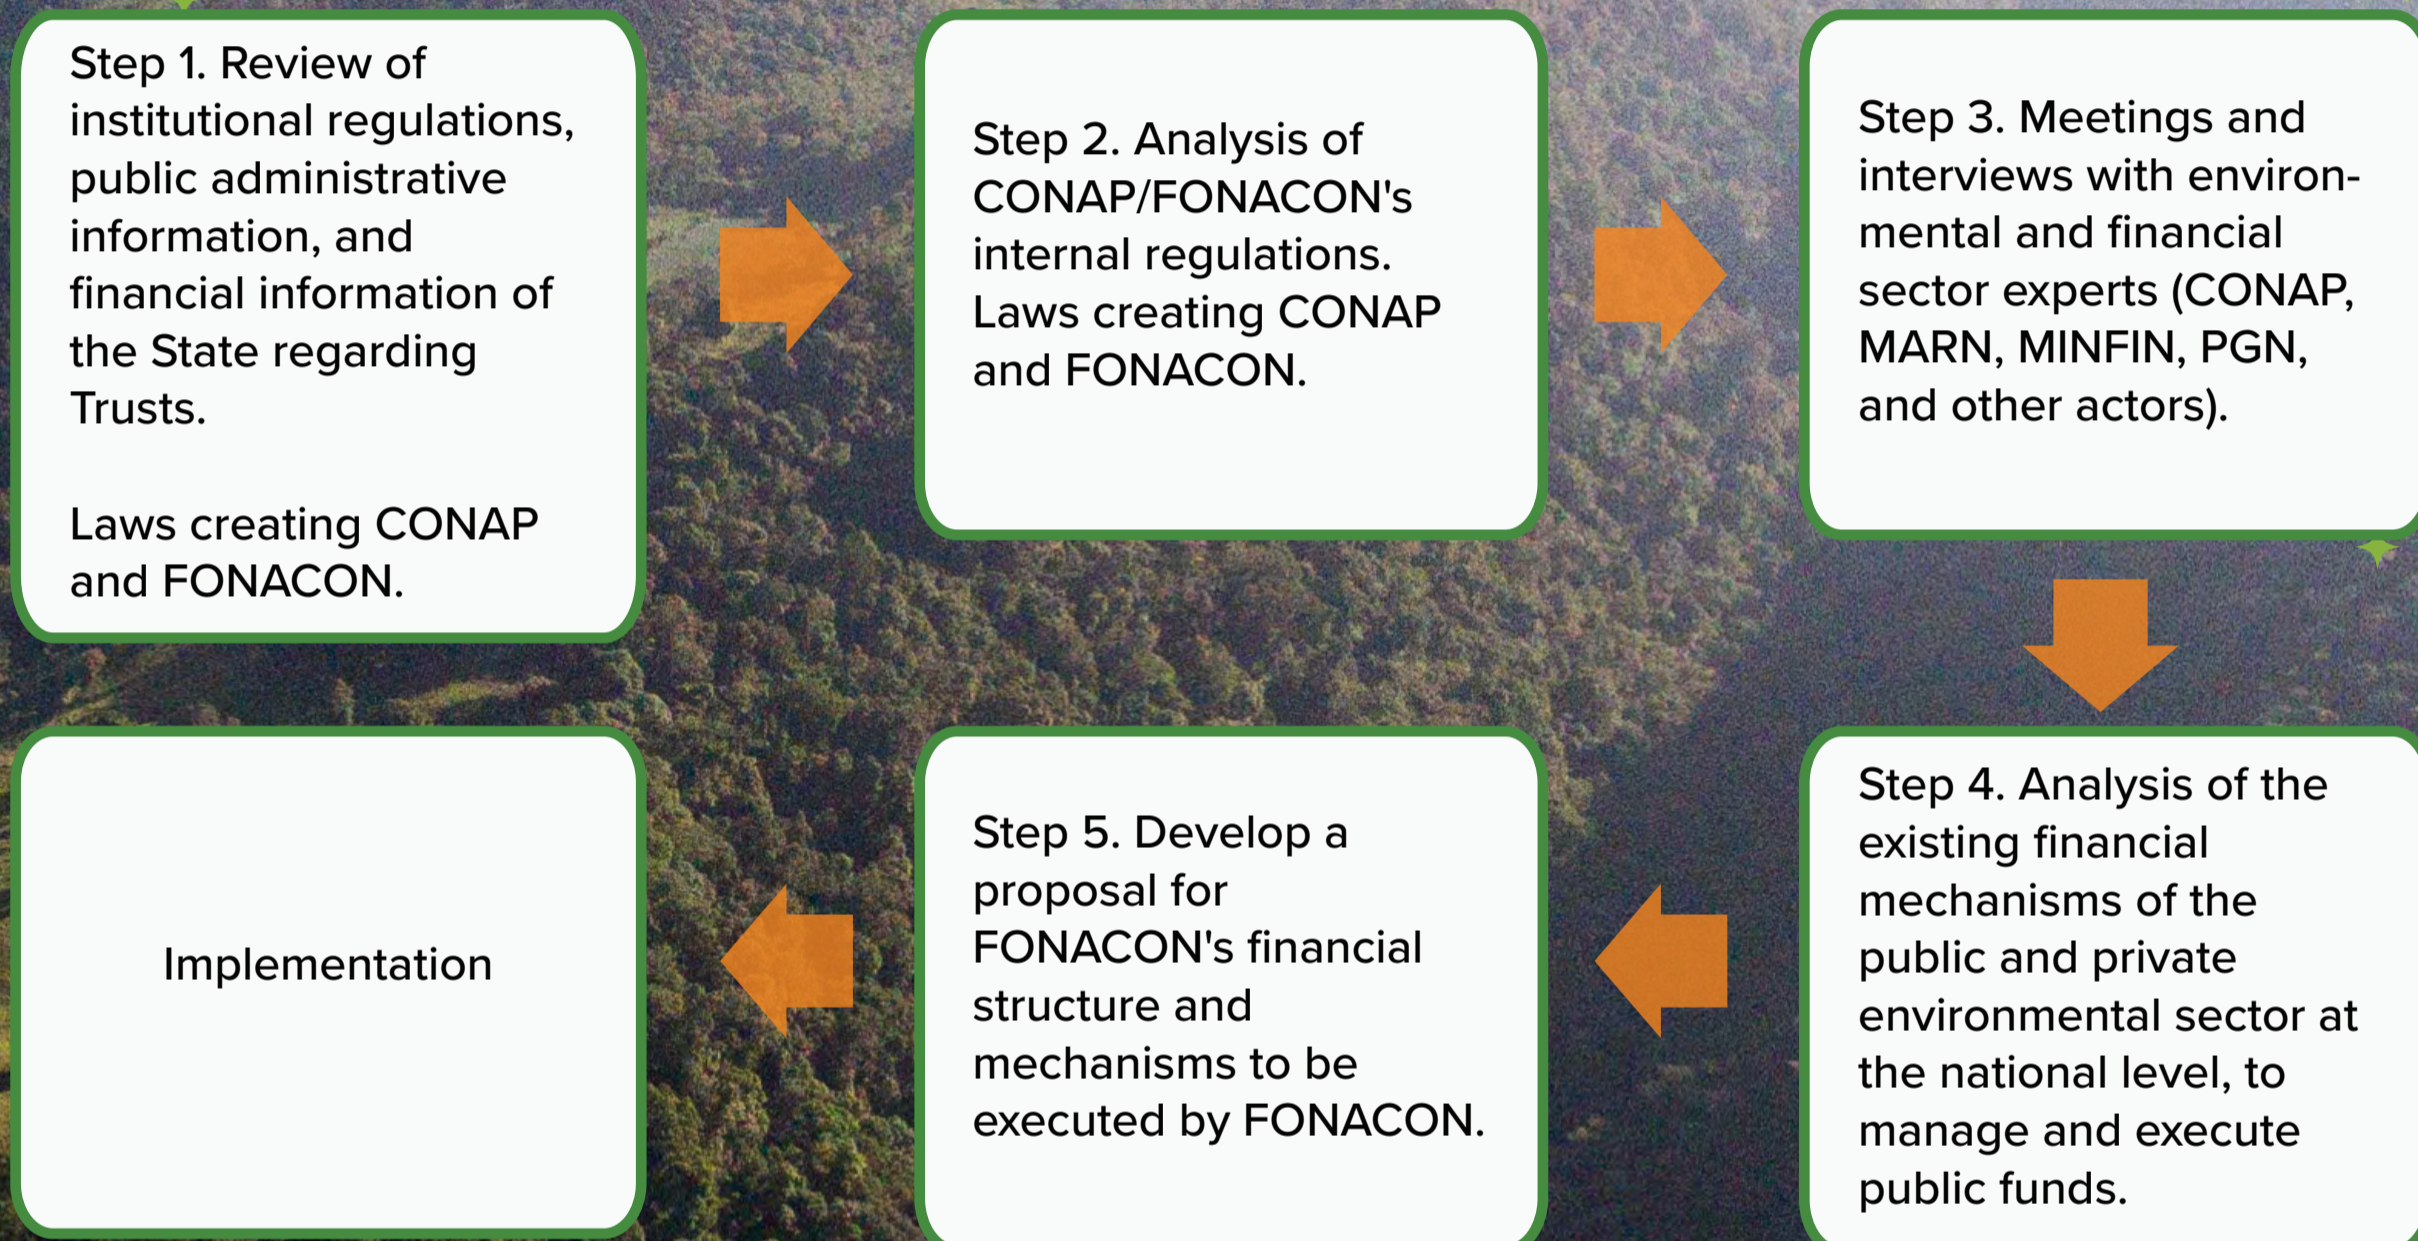 Step 1. Review of
institutional regulations,
public administrative
information, and
financial information of
the State regarding
Trusts.
Laws creating CONAP
and FONACON.
Step 2. Analysis of
CONAP/FONACON's
internal regulations.
Laws creating CONAP
and FONACON.
Step 3. Meetings and
interviews with environ-
mental and financial
sector experts (CONAP,
MARN, MINFIN, PGN,
and other actors).
Step 4. Analysis of the
existing financial
mechanisms of the
public and private
environmental sector at
the national level, to
manage and execute
public funds.
Step 5. Develop a
proposal for
FONACON's financial
structure and
mechanisms to be
executed by FONACON.
Implementation